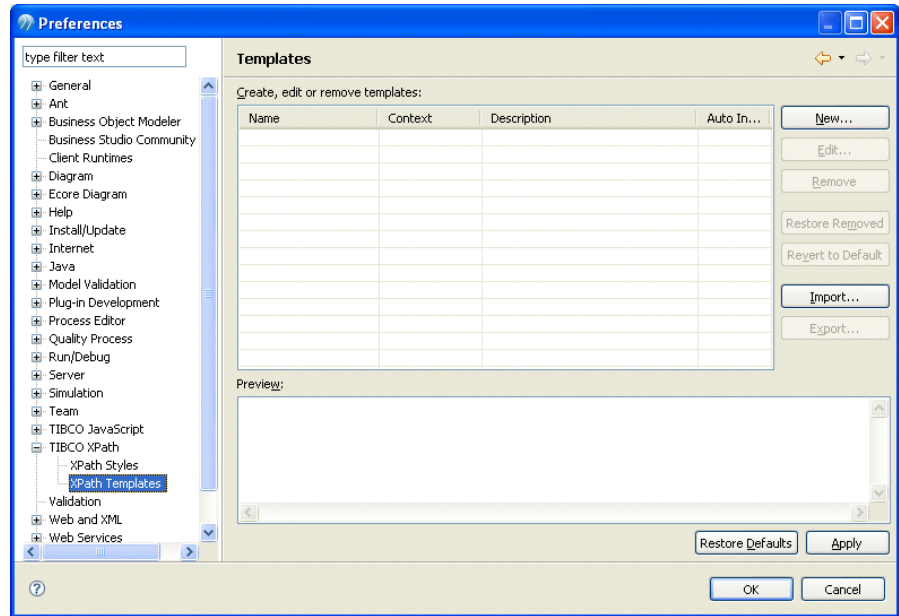 Preferences
type filter text
Templates
General
Ant
Business Object Modeler
Business Studio Community
Client Runtimes
Diagram
Ecore Diagram
Help
Install/Update
Internet
Java
Model Validation
Plug-in Development
Process Editor
Quality Process
Run/Debug
Server
Simulation
Team
TIBCO JavaScript
TIBCO XPath
XPath Styles
XPath Templates
Validation
Web and XML
Web Services
Create, edit or remove templates:
Name Context Description Auto In...
New...
Edit...
Remove
Restore Removed
Revert to Default
Import...
Export...
Preview:
Restore Defaults Apply
OK Cancel